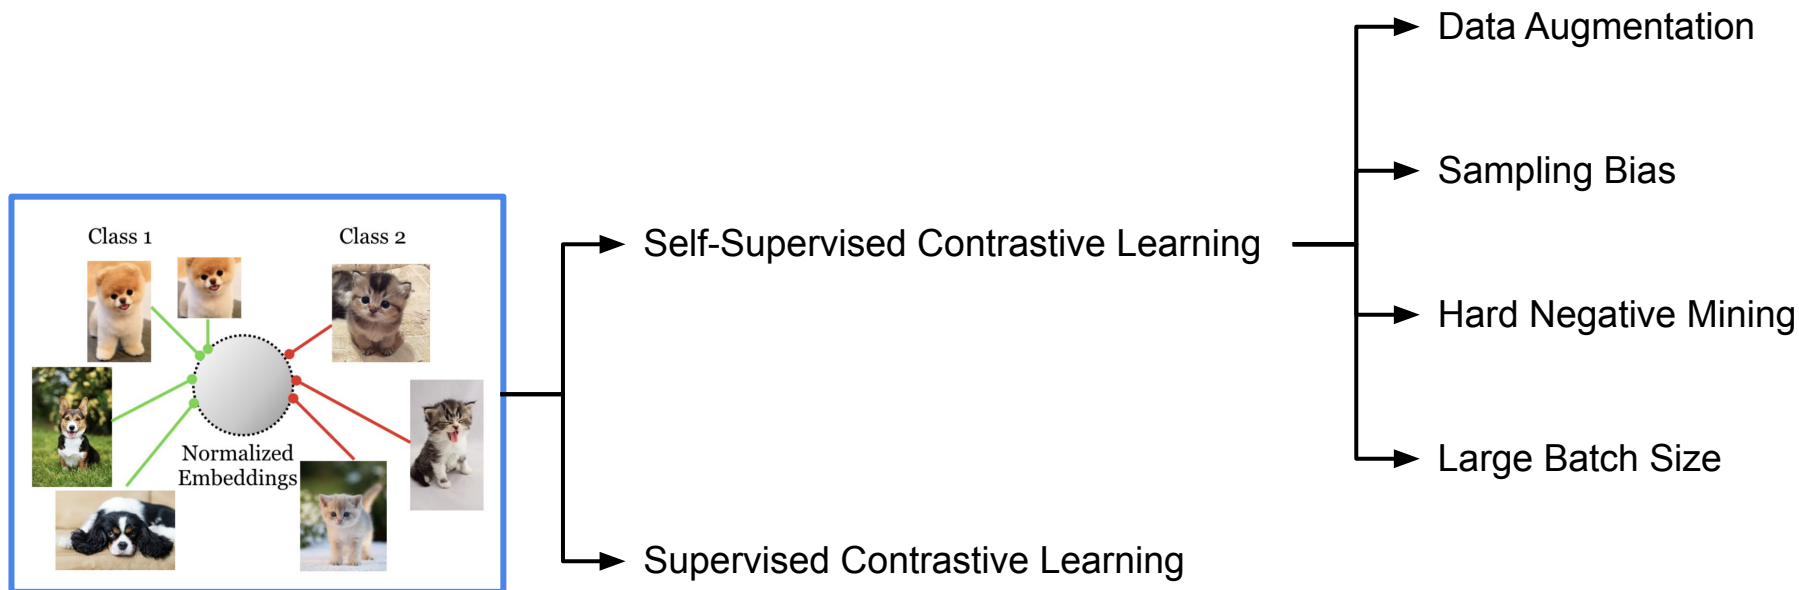 Class 1
Class 2
Normalized
Embeddings
Self-Supervised Contrastive Learning
Supervised Contrastive Learning
Data Augmentation
Sampling Bias
Hard Negative Mining
Large Batch Size